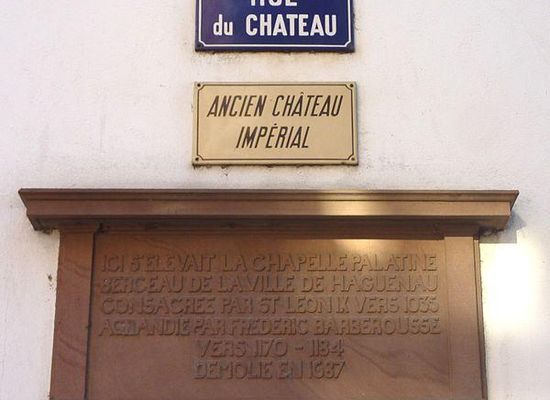 RUE
du CHATEAU
ANCIEN CHÂTEAU
IMPÉRIAL
ICI S'ELEVAIT LA CHAPELLE PALATINE
BERCEAU DE LA VILLE DE HAGUENAU
CONSACREE PAR ST LEON IX VERS 1035
AGRANDIE PAR FREDERIC BARBEROUSSE
VERS 1170 - 1184
DEMOLIE EN 1687